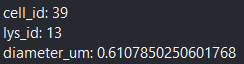 cell_id: 39
lys_id: 13
diameter_um: 0.6107850250601768